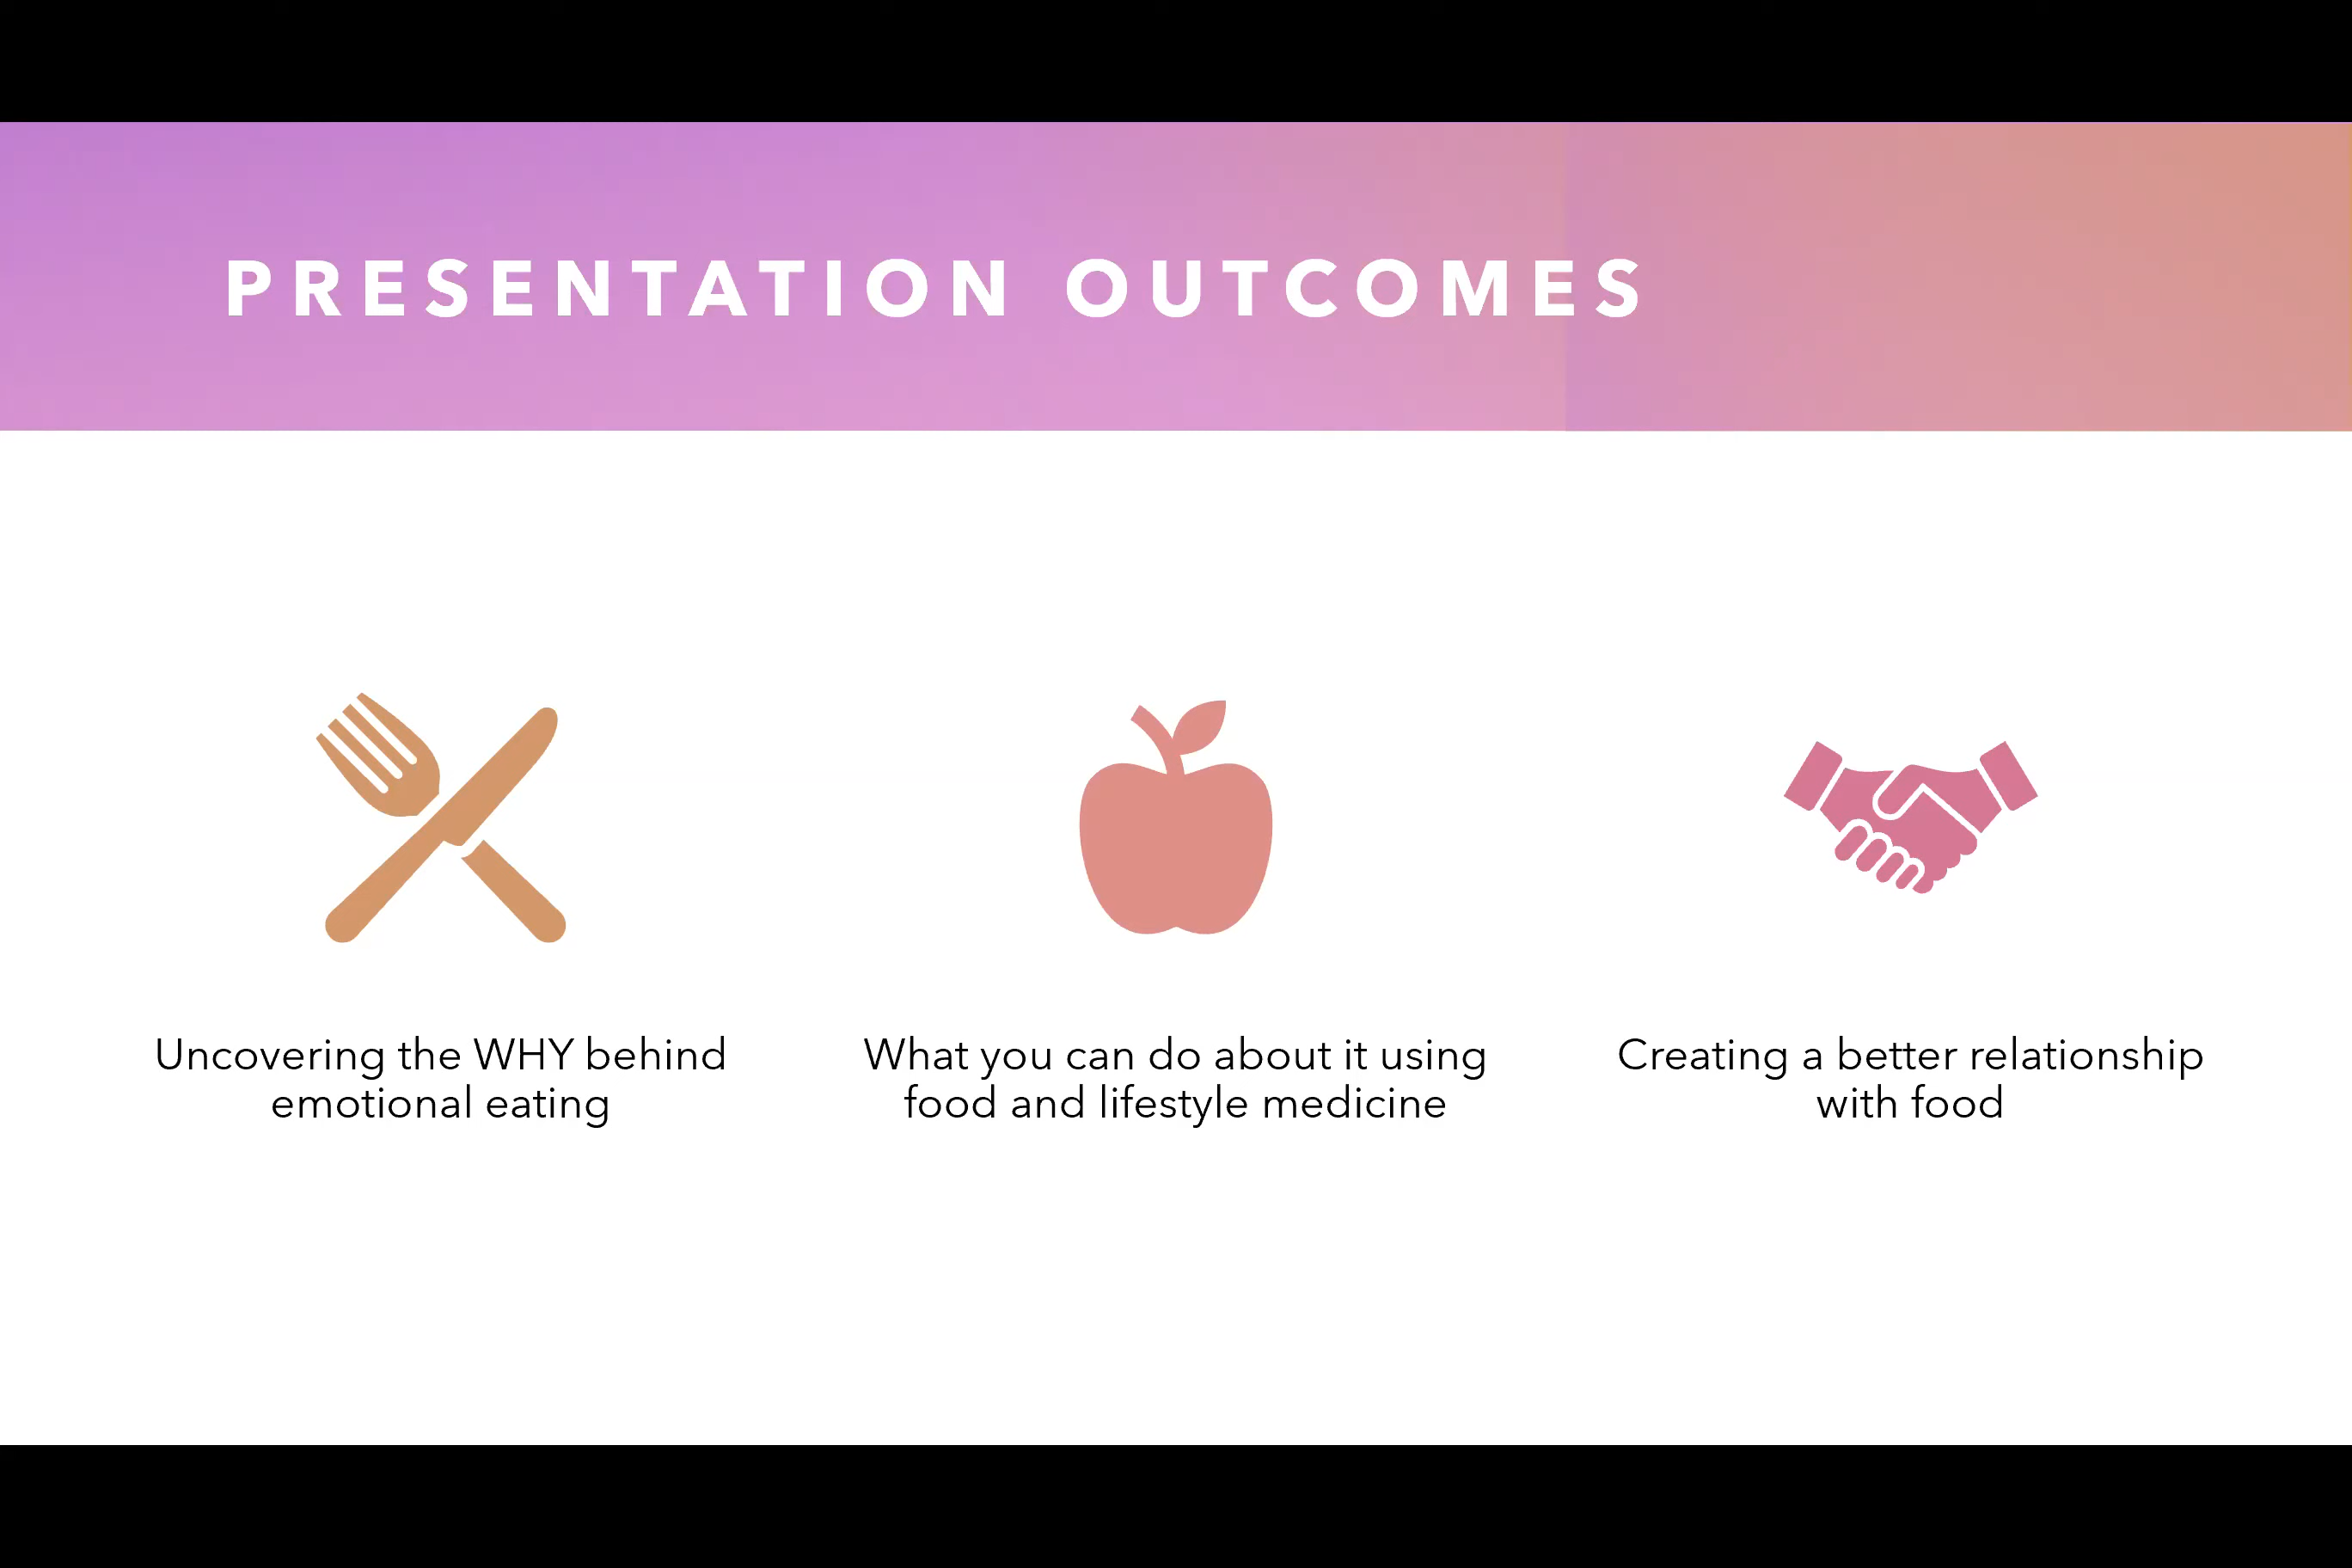 PRESENTATION OUTCOMES
Uncovering the WHY behind
emotional eating
What you can do about it using
food and lifestyle medicine
Creating a better relationship
with food